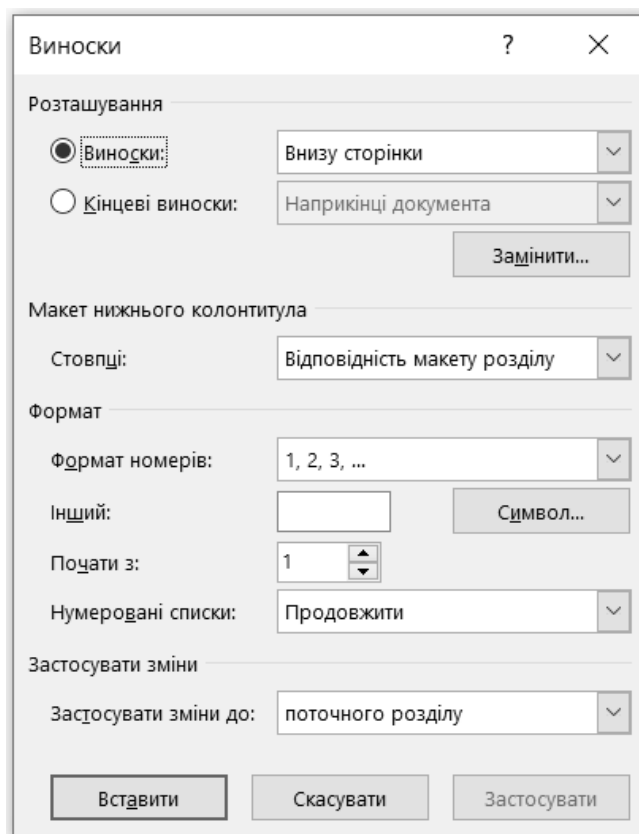 Виноски ? ×
Розташування
Виноски: Внизу сторінки
Кінцеві виноски: Наприкінці документа
Замінити...
Макет нижнього колонтитула
Стовпці: Відповідність макету розділу
Формат
Формат номерів: 1, 2, 3, ...
Інший: Символ...
Почати з: 1
Нумеровані списки: Продовжити
Застосувати зміни
Застосувати зміни до: поточного розділу
Вставити Скасувати Застосувати